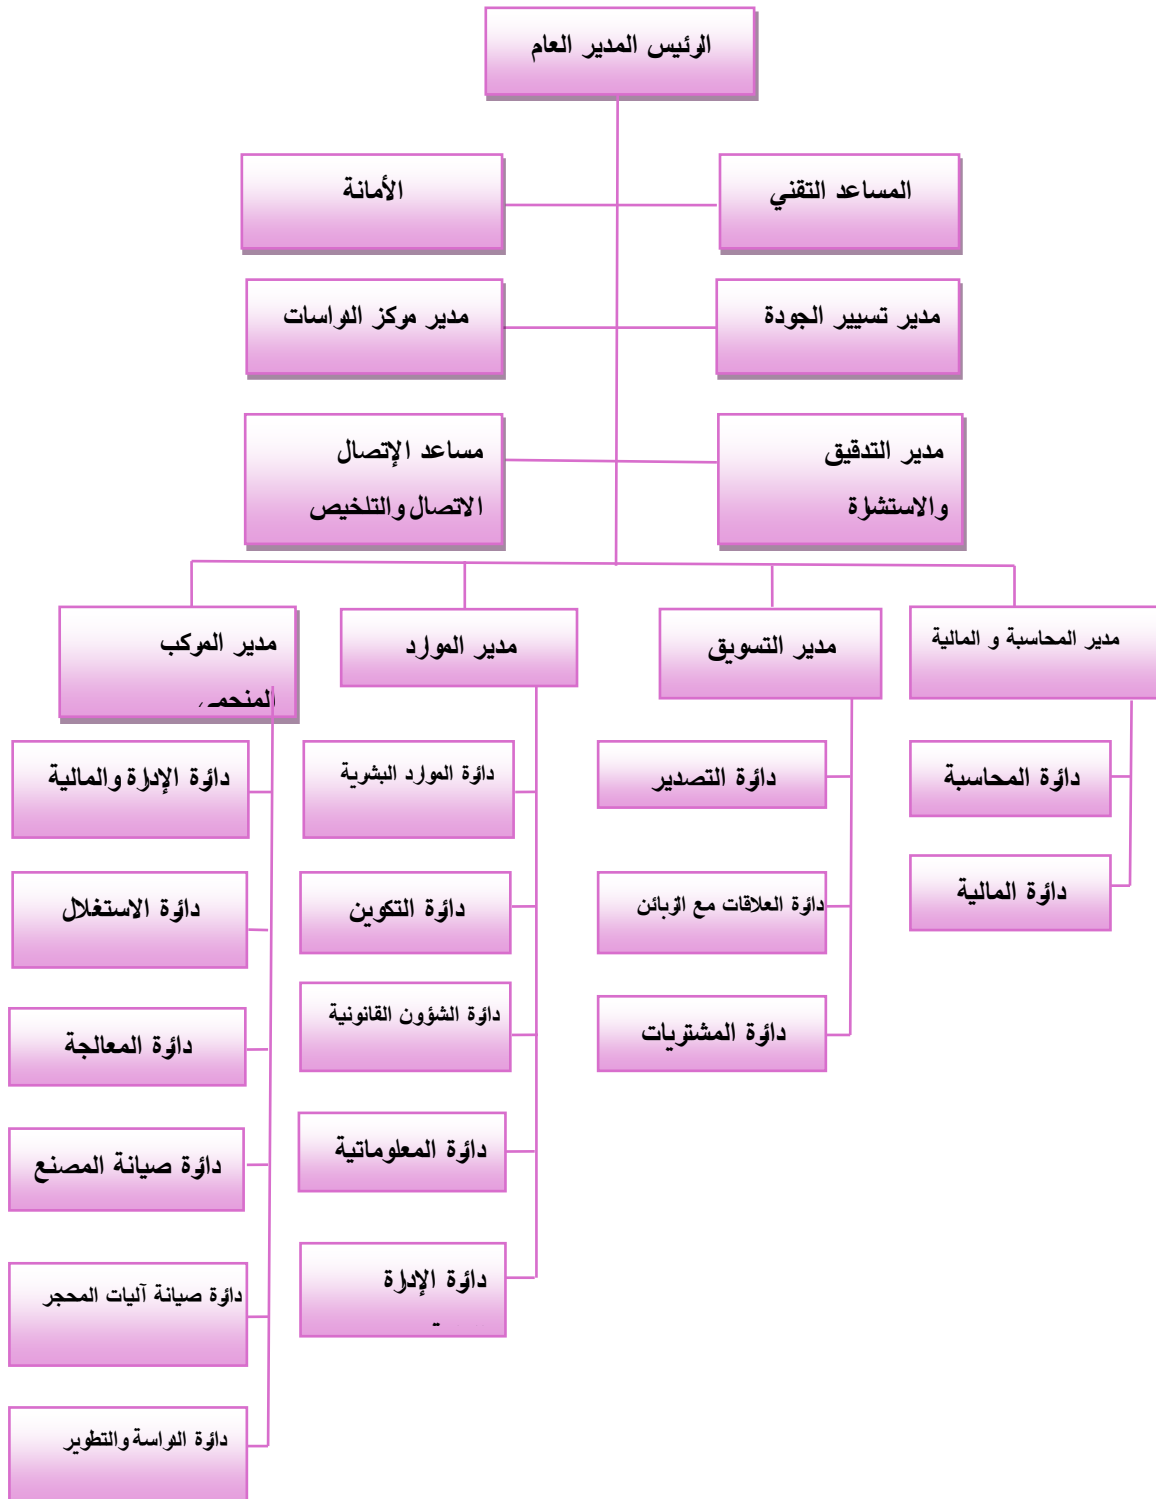 الرئيس المدير العام
المساعد التقني
الأمانة
مدير تسيير الجودة
مدير مركز الدراسات
مدير التدقيق
والاستشارة
مساعد الإتصال
الاتصال والتلخيص
مدير المحاسبة و المالية
مدير التسويق
مدير الموارد
مدير المركب
المنجمي
دائرة المحاسبة
دائرة المالية
دائرة التصدير
دائرة العلاقات مع الزبائن
دائرة المشتريات
دائرة الموارد البشرية
دائرة التكوين
دائرة الشؤون القانونية
دائرة المعلوماتية
دائرة الإدارة
دائرة الإدارة والمالية
دائرة الاستغلال
دائرة المعالجة
دائرة صيانة المصنع
دائرة صيانة آليات المحجر
دائرة الدراسة والتطوير